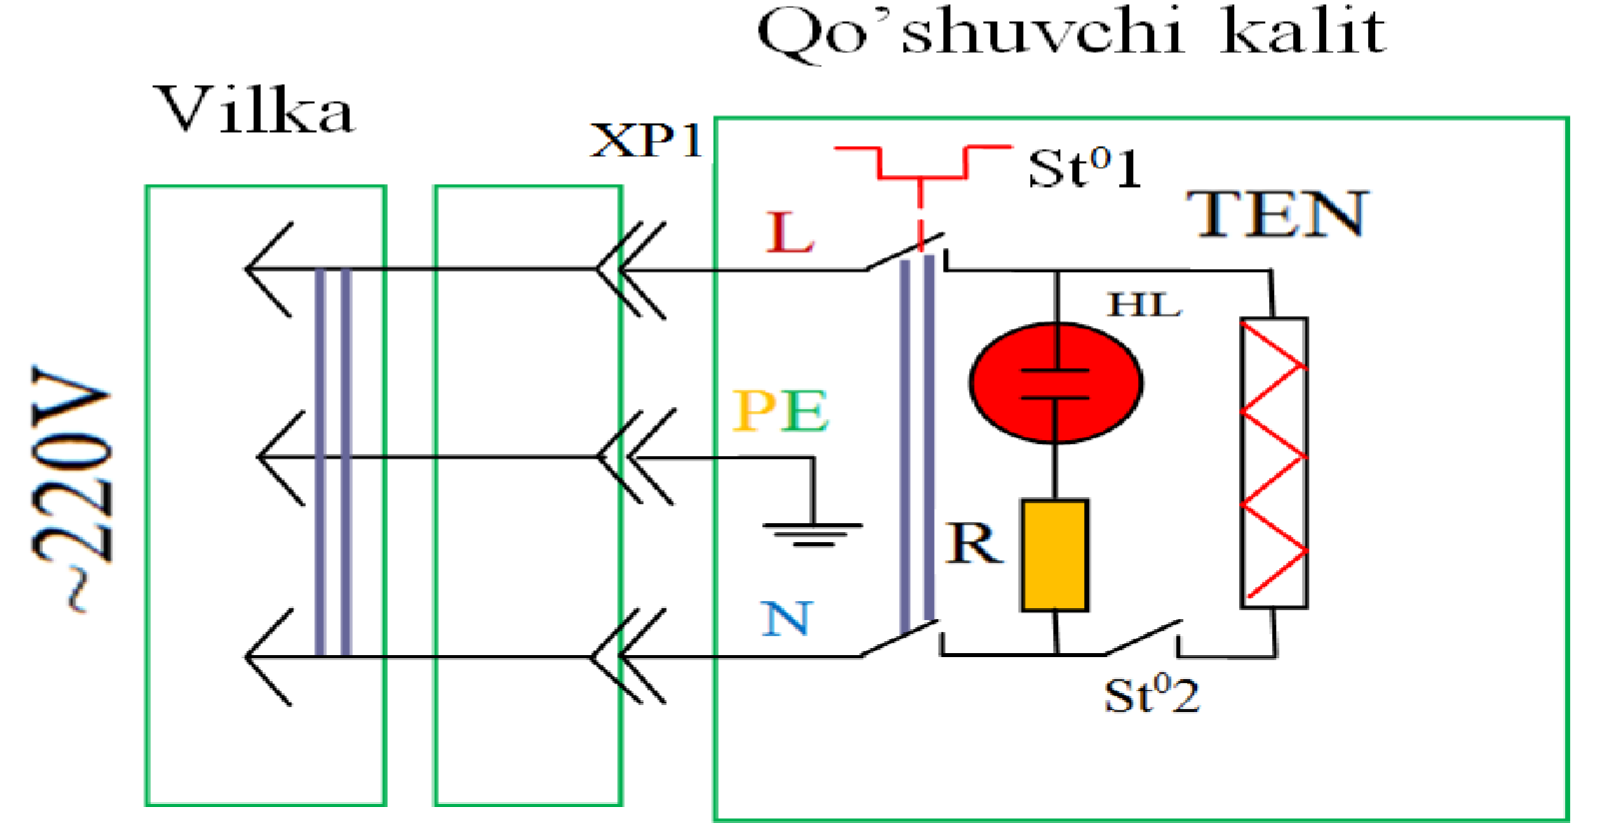 Qo’shuvchi kalit
Vilka
XP1
St⁰1
TEN
L
HL
~220V
PE
R
N
St⁰2